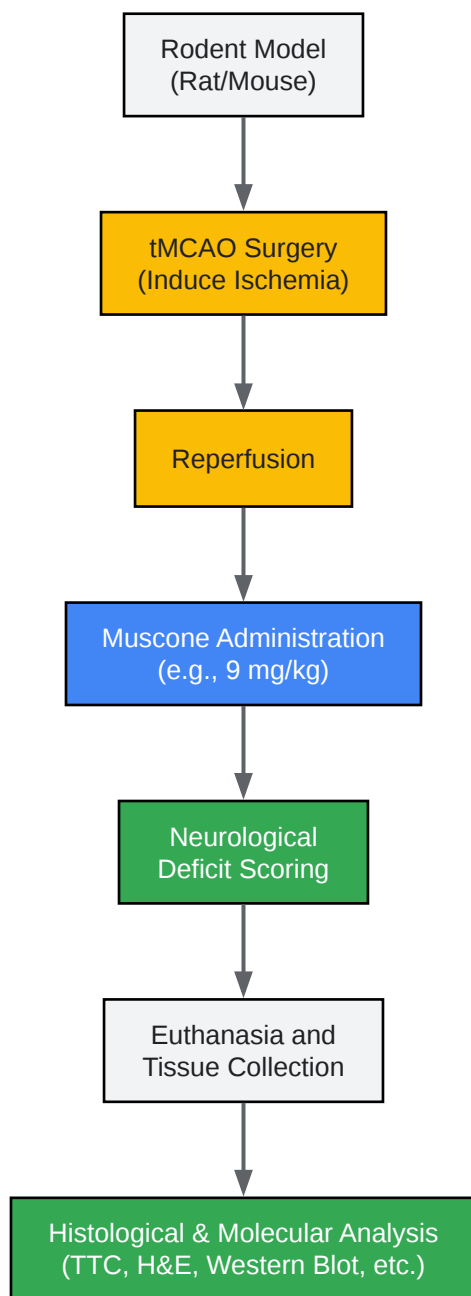 Rodent Model
(Rat/Mouse)
tMCAO Surgery
(Induce Ischemia)
Reperfusion
Muscone Administration
(e.g., 9 mg/kg)
Neurological
Deficit Scoring
Euthanasia and
Tissue Collection
Histological & Molecular Analysis
(TTC, H&E, Western Blot, etc.)